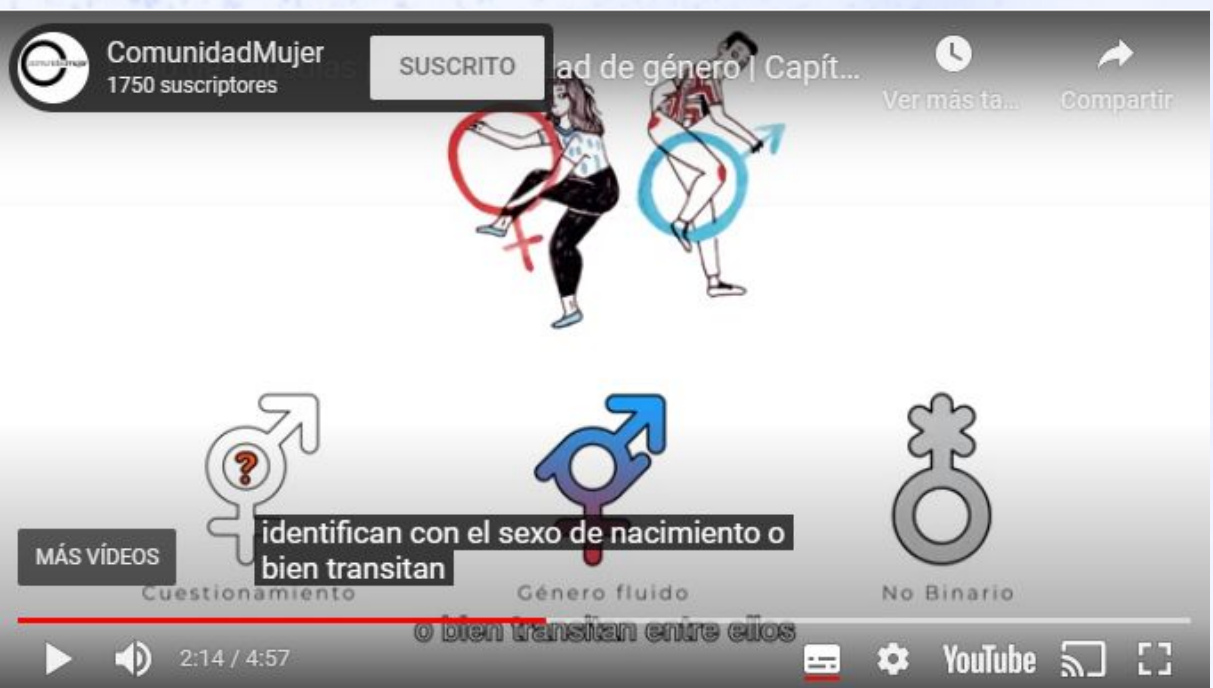 ComunidadMujer
1750 suscriptores
SUSCRITO
ad de género | Capít...
Ver más ta...
Compartir
identifican con el sexo de nacimiento o
bien transitan
MÁS VÍDEOS
Cuestionamiento
Género fluido
No Binario
o bien transitan entre ellos
2:14 / 4:57
YouTube